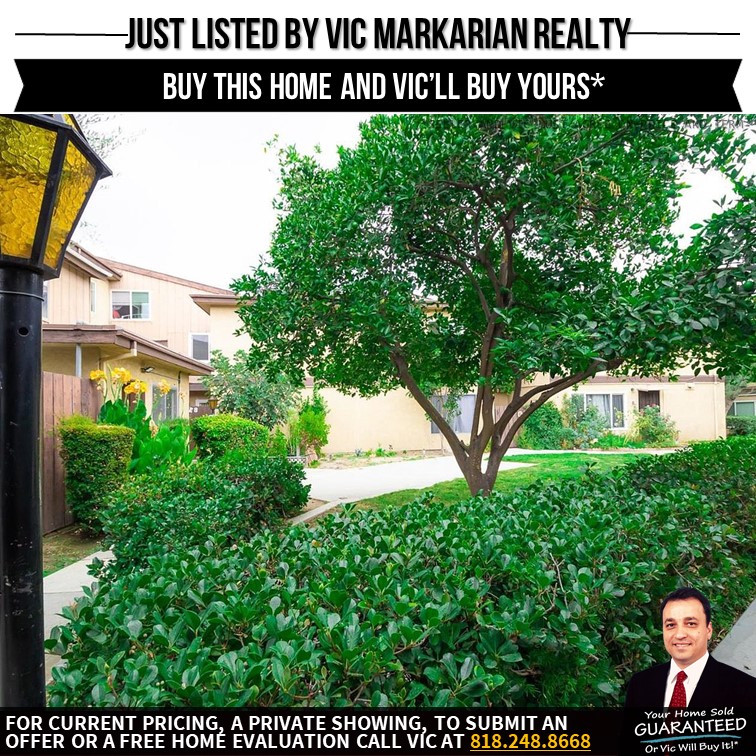 JUST LISTED BY VIC MARKARIAN REALTY
BUY THIS HOME AND VIC'LL BUY YOURS*
FOR CURRENT PRICING, A PRIVATE SHOWING, TO SUBMIT AN
OFFER OR A FREE HOME EVALUATION CALL VIC AT 818.248.8668
Your Home Sold
GUARANTEED
Or Vic Will Buy It!